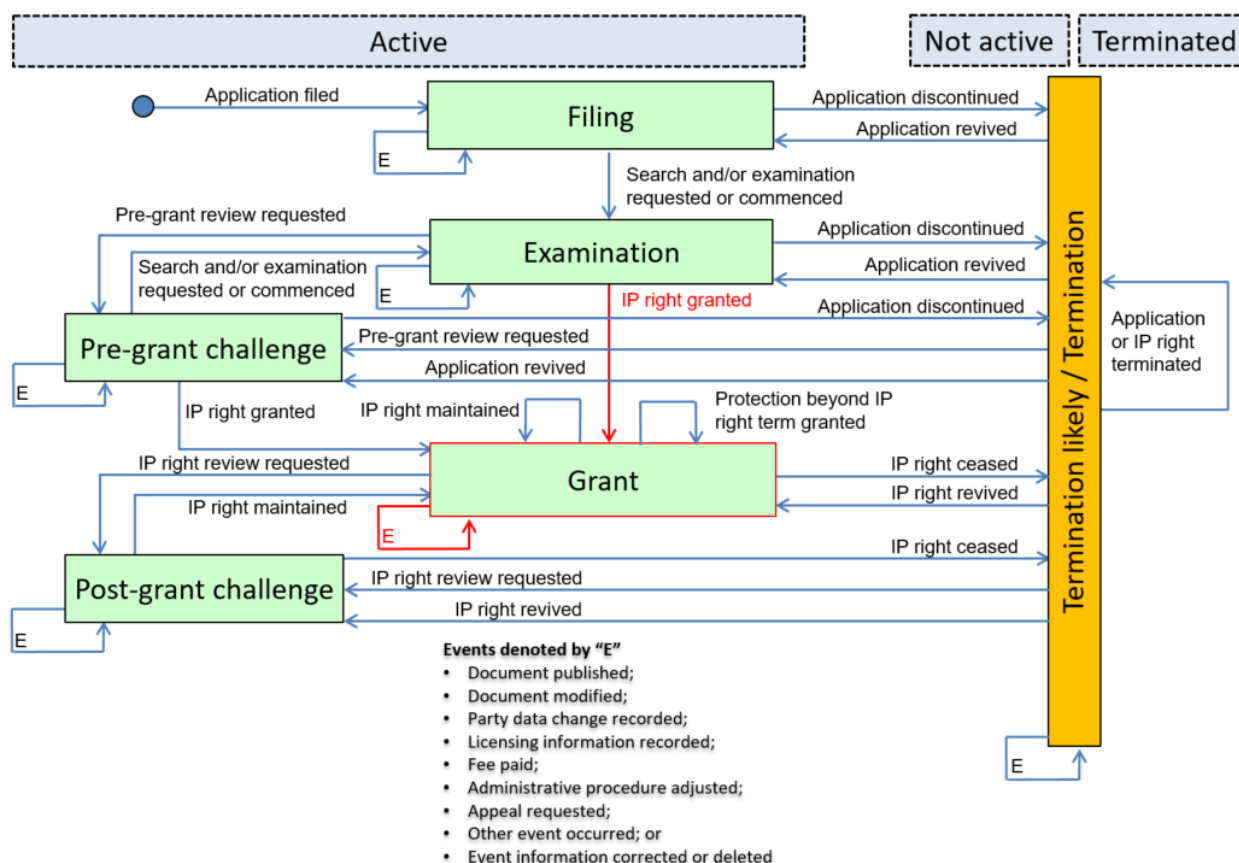 Active
Not active
Terminated
Application filed
Filing
Application discontinued
Application revived
E
Search and/or examination
requested or commenced
Pre-grant review requested
Examination
Application discontinued
Application revived
Search and/or examination
requested or commenced
E
IP right granted
Application discontinued
Pre-grant challenge
Pre-grant review requested
Application revived
E
Application
or IP right
terminated
Termination likely / Termination
IP right granted
IP right maintained
Protection beyond IP
right term granted
IP right review requested
Grant
IP right ceased
IP right revived
IP right maintained
E
IP right ceased
Post-grant challenge
IP right review requested
IP right revived
E
Events denoted by “E”
• Document published;
• Document modified;
• Party data change recorded;
• Licensing information recorded;
• Fee paid;
• Administrative procedure adjusted;
• Appeal requested;
• Other event occurred; or
• Event information corrected or deleted
E